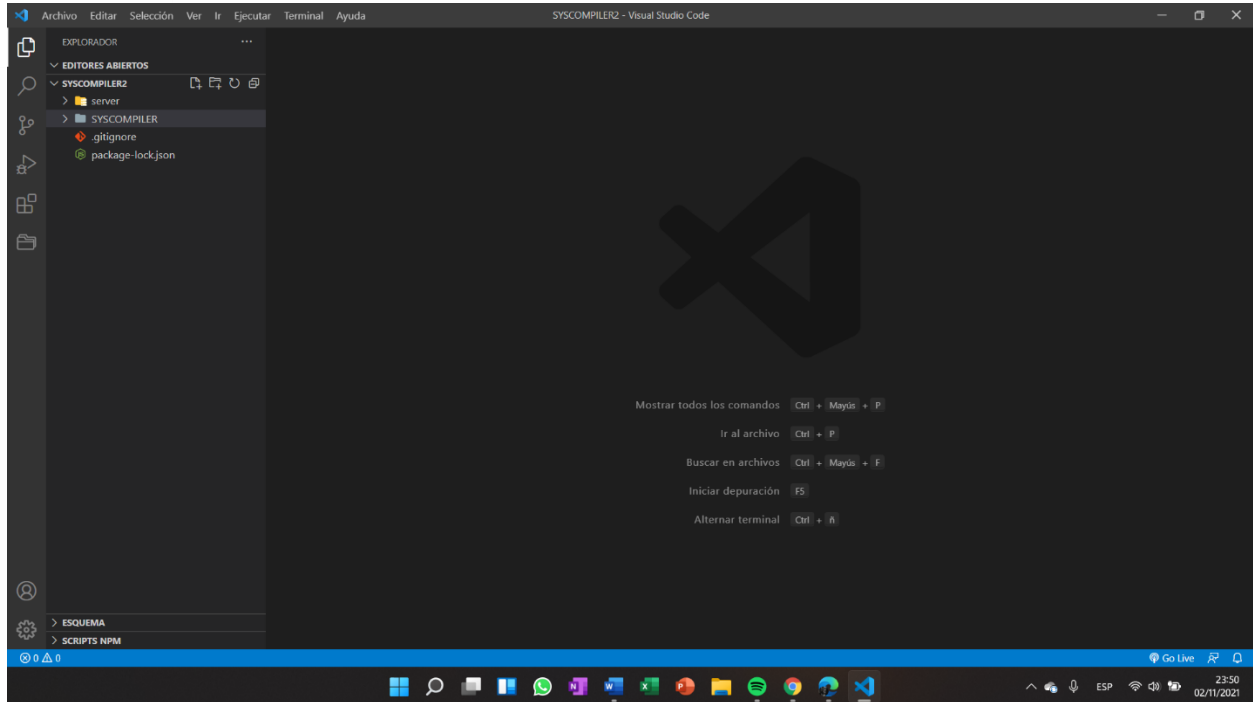 Archivo Editar Selección Ver Ir Ejecutar Terminal Ayuda SYSCOMPILER2 - Visual Studio Code
EXPLORADOR
EDITORES ABIERTOS
SYSCOMPILER2
server
SYSCOMPILER
.gitignore
package-lock.json
Mostrar todos los comandos Ctrl + Mayús + P
Ir al archivo Ctrl + P
Buscar en archivos Ctrl + Mayús + F
Iniciar depuración F5
Alternar terminal Ctrl + ñ
ESQUEMA
SCRIPTS NPM
0 0 Go Live
ESP 23:50
02/11/2021